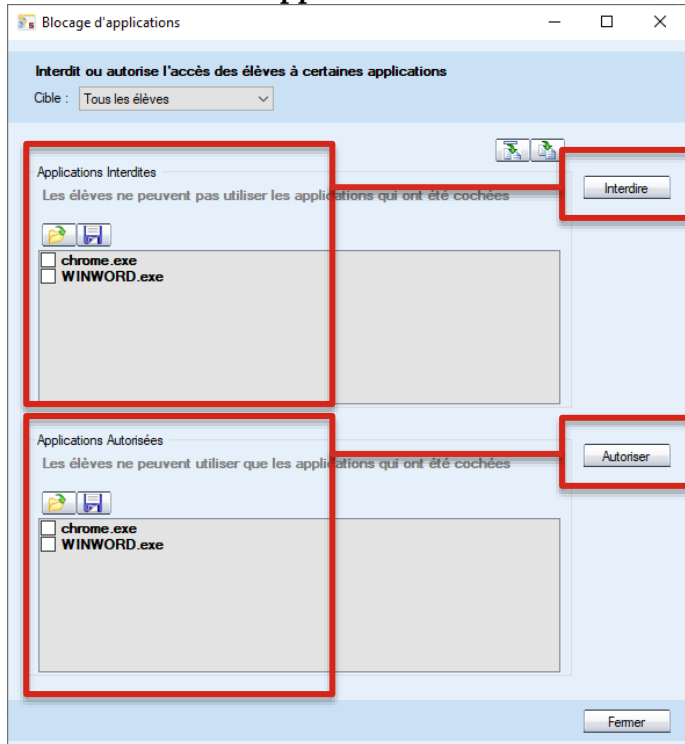 Blocage d'applications
Interdit ou autorise l'accès des élèves à certaines applications
Cible : Tous les élèves
Applications Interdites
Les élèves ne peuvent pas utiliser les applications qui ont été cochées
Interdire
chrome.exe
WINWORD.exe
Applications Autorisées
Les élèves ne peuvent utiliser que les applications qui ont été cochées
Autoriser
chrome.exe
WINWORD.exe
Fermer